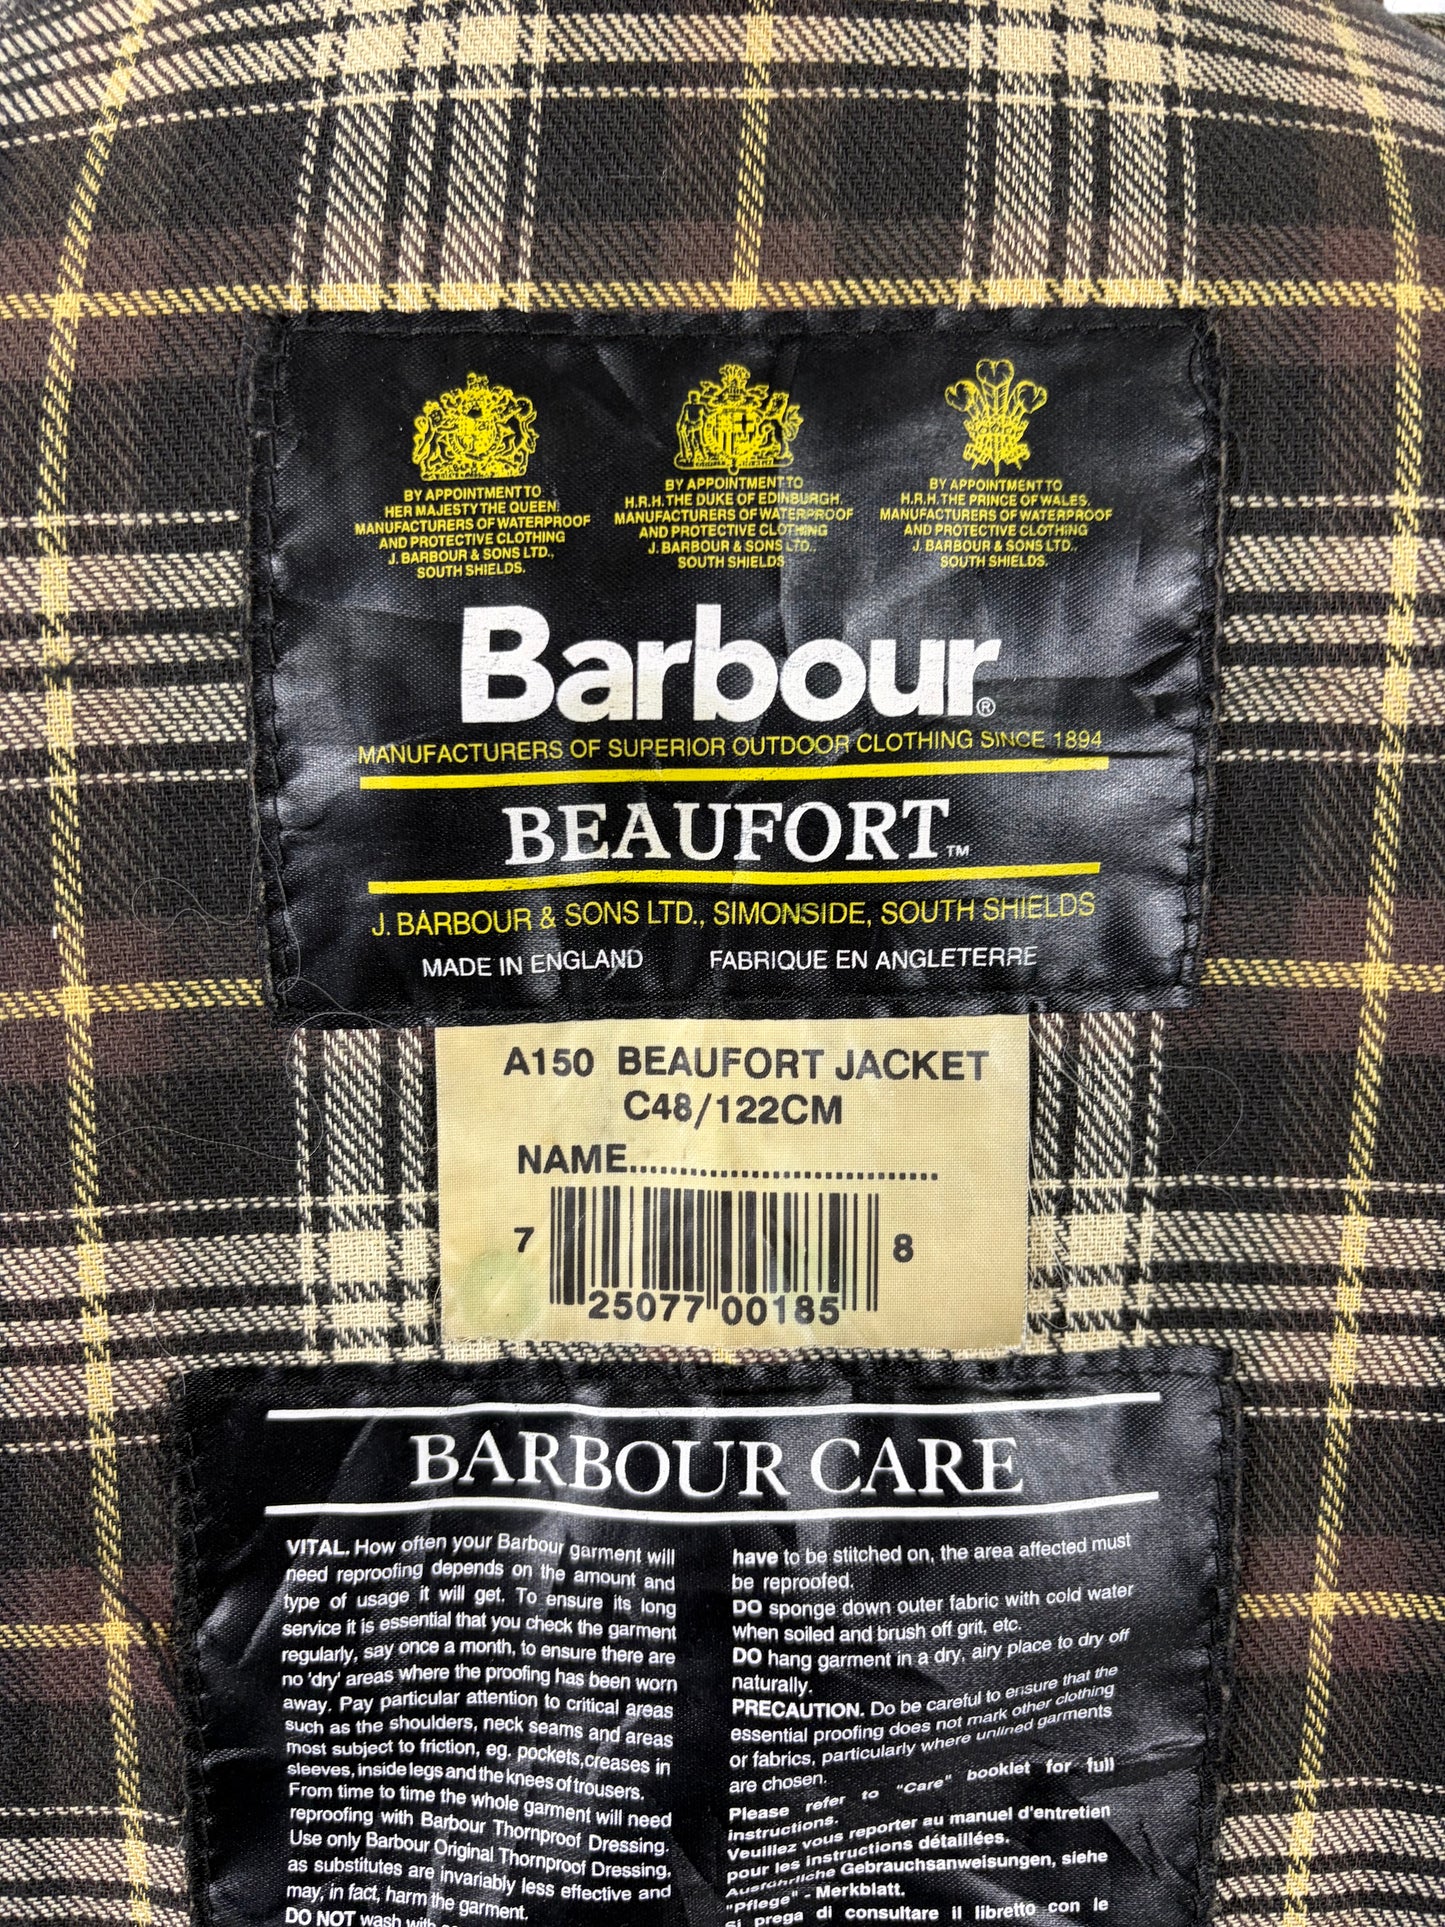 BY APPOINTMENT TO
HER MAJESTY THE QUEEN.
MANUFACTURERS OF WATERPROOF
AND PROTECTIVE CLOTHING
J. BARBOUR & SONS LTD.,
SOUTH SHIELDS.
BY APPOINTMENT TO
H.R.H. THE DUKE OF EDINBURGH.
MANUFACTURERS OF WATERPROOF
AND PROTECTIVE CLOTHING
J. BARBOUR & SONS LTD.,
SOUTH SHIELDS
BY APPOINTMENT TO
H.R.H. THE PRINCE OF WALES.
MANUFACTURERS OF WATERPROOF
AND PROTECTIVE CLOTHING
J. BARBOUR & SONS LTD.,
SOUTH SHIELDS.
Barbour®
MANUFACTURERS OF SUPERIOR OUTDOOR CLOTHING SINCE 1894
BEAUFORT™
J. BARBOUR & SONS LTD., SIMONSIDE, SOUTH SHIELDS
MADE IN ENGLAND FABRIQUE EN ANGLETERRE
A150 BEAUFORT JACKET
C48/122CM
NAME...................................
7 25077 00185 8
BARBOUR CARE
VITAL. How often your Barbour garment will
need reproofing depends on the amount and
type of usage it will get. To ensure its long
service it is essential that you check the garment
regularly, say once a month, to ensure there are
no 'dry' areas where the proofing has been worn
away. Pay particular attention to critical areas
such as the shoulders, neck seams and areas
most subject to friction, eg. pockets,creases in
sleeves, inside legs and the knees of trousers.
From time to time the whole garment will need
reproofing with Barbour Thornproof Dressing.
Use only Barbour Original Thornproof Dressing,
as substitutes are invariably less effective and
may, in fact, harm the garment.
DO NOT wash with
have to be stitched on, the area affected must
be reproofed.
DO sponge down outer fabric with cold water
when soiled and brush off grit, etc.
DO hang garment in a dry, airy place to dry off
naturally.
PRECAUTION. Do be careful to ensure that the
essential proofing does not mark other clothing
or fabrics, particularly where unlined garments
are chosen.
Please refer to "Care" booklet for full
instructions.
Veuillez vous reporter au manuel d'entretien
pour les instructions détaillées.
Ausführliche Gebrauchsanweisungen, siehe
"Pflege" - Merkblatt.
Si prega di consultare il libretto con le